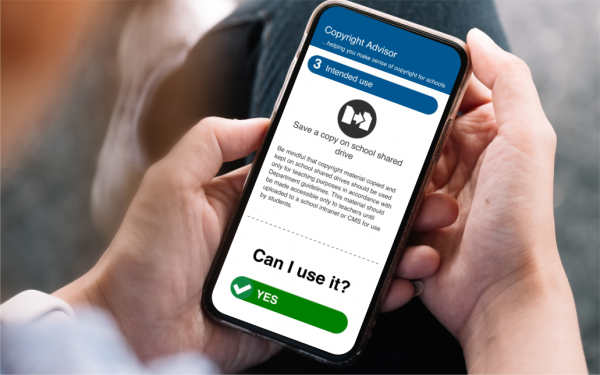 Copyright Advisor
...helping you make sense of copyright for schools
3 Intended use
Save a copy on school shared
drive
Be mindful that copyright material copied and
kept on school shared drives should be used
only for teaching purposes in accordance with
Department guidelines. This material should
be made accessible only to teachers until
uploaded to a school intranet or CMS for use
by students.
Can I use it?
YES